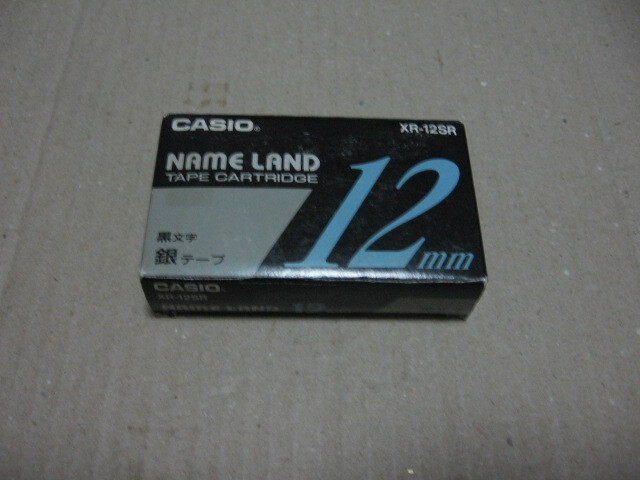 CASIO®
XR-12SR
NAME LAND
TAPE CARTRIDGE
12mm
黒文字
銀テープ
CASIO
XR-12SR
NAME LAND 12